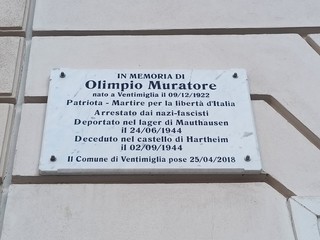 IN MEMORIA DI
Olimpio Muratore
nato a Ventimiglia il 09/12/1922
Patriota - Martire per la libertà d'Italia
Arrestato dai nazi-fascisti
Deportato nel lager di Mauthausen
il 24/06/1944
Deceduto nel castello di Hartheim
il 02/09/1944
Il Comune di Ventimiglia pose 25/04/2018